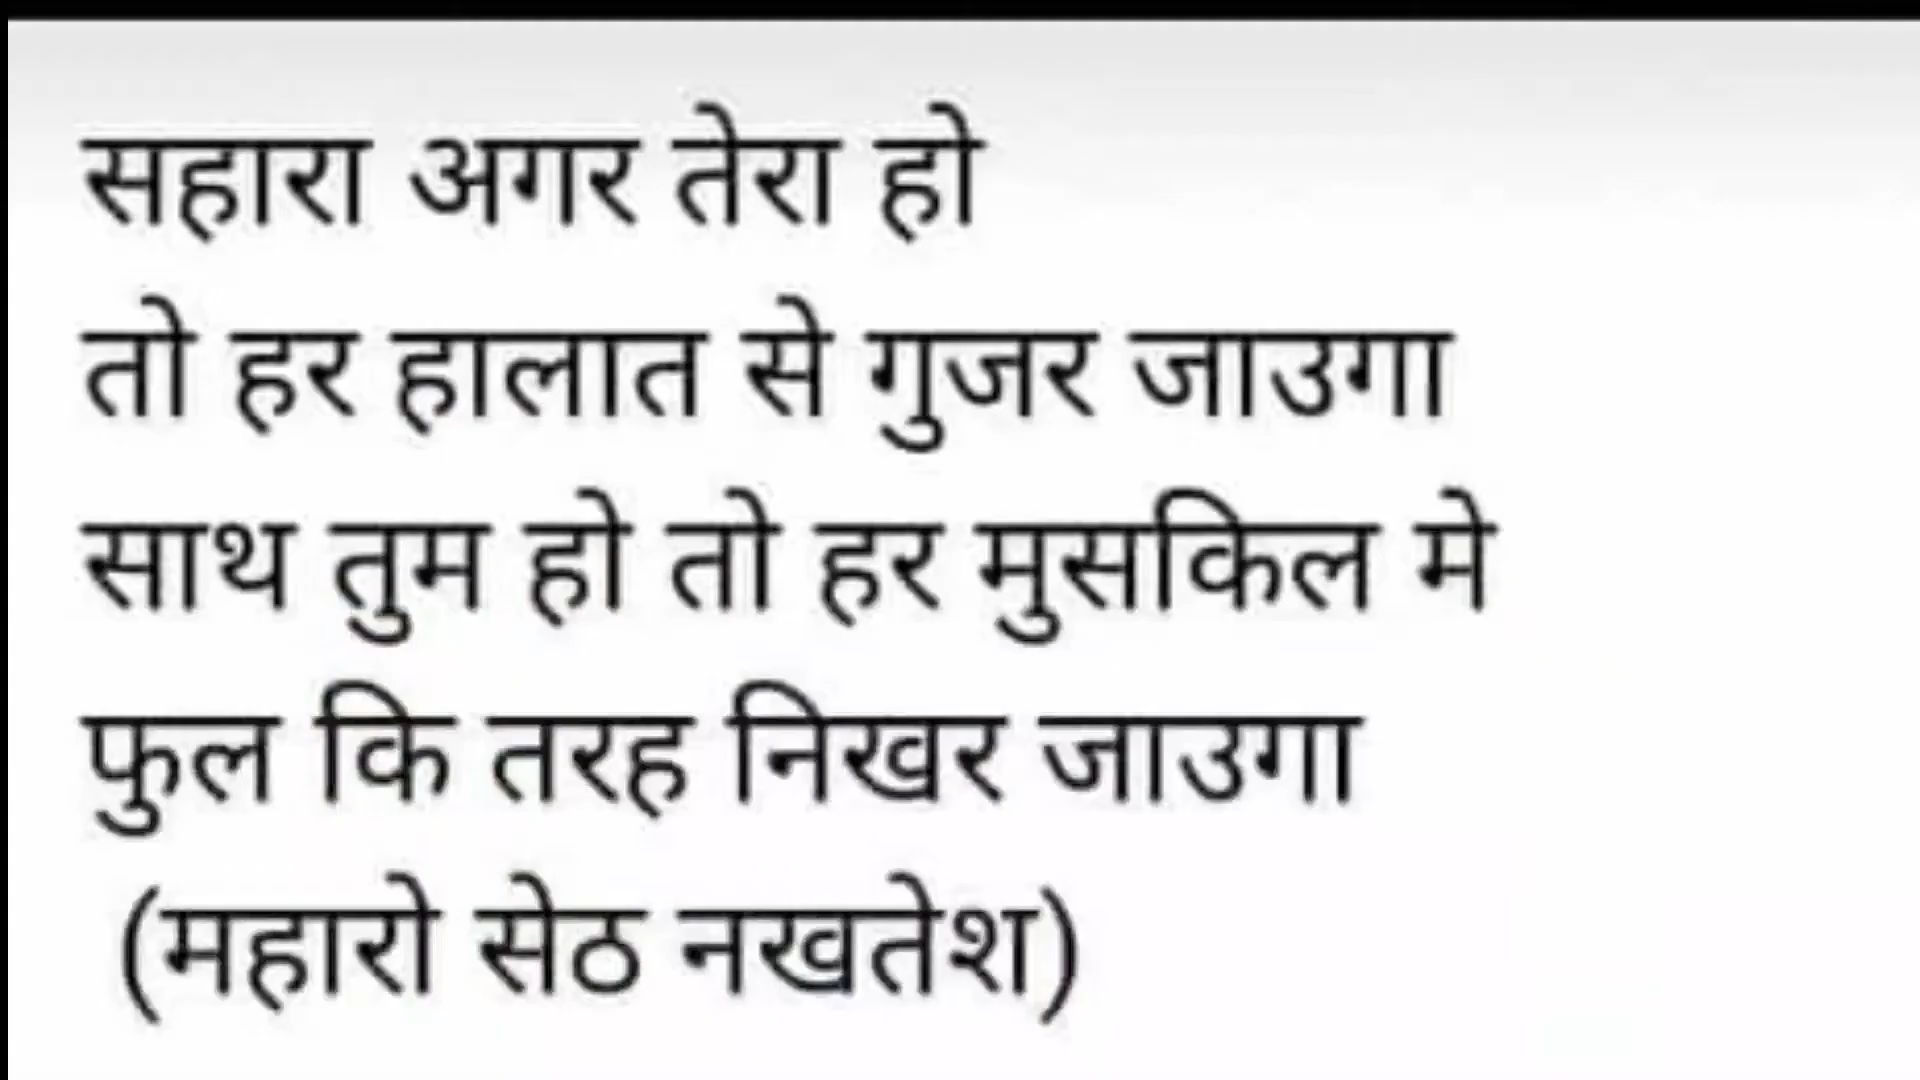 सहारा अगर तेरा हो
तो हर हालात से गुजर जाउगा
साथ तुम हो तो हर मुसकिल मे
फुल कि तरह निखर जाउगा
(महारो सेठ नखतेश)